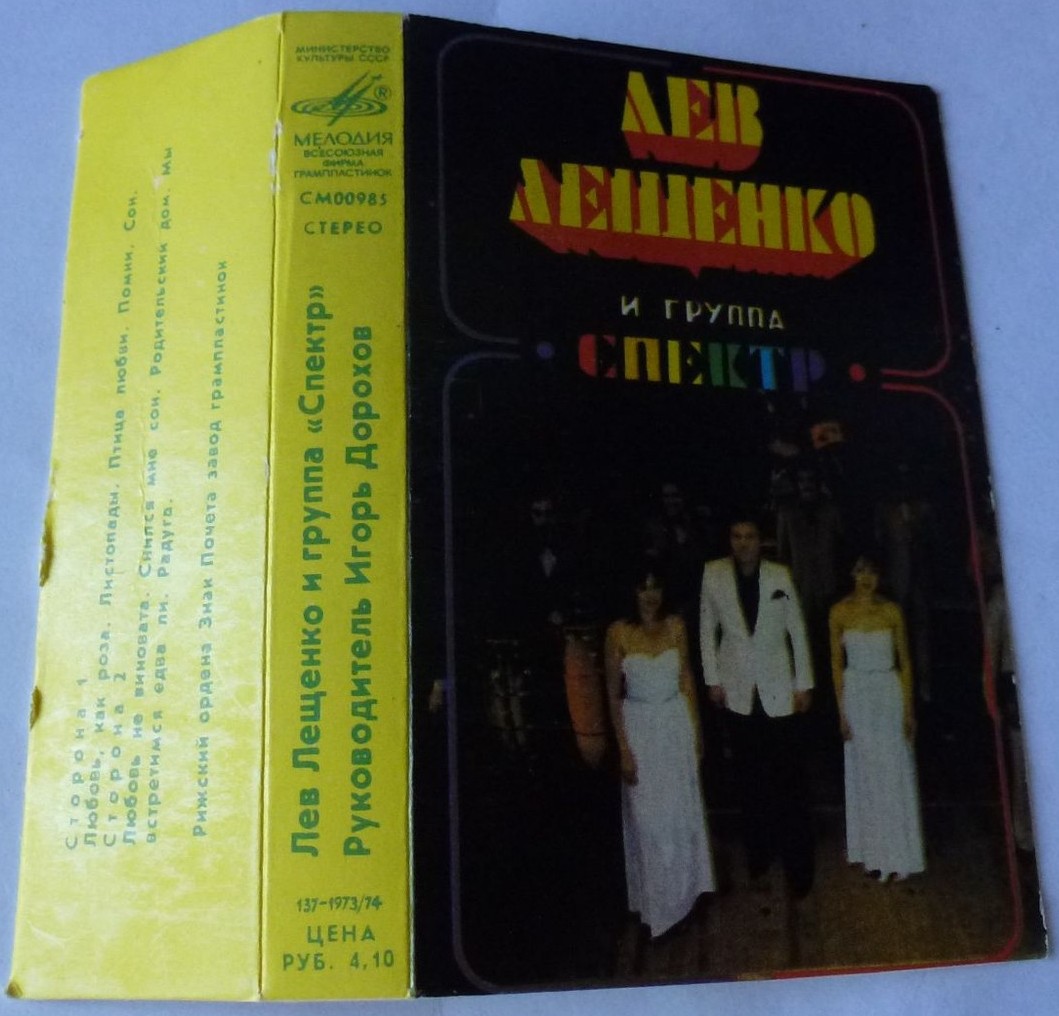 Сторона 1
Любовь, как роза. Листопады. Птица любви. Помни. Сон.
Сторона 2
Любовь не виновата. Снился мне сон. Родительский дом. Мы
встретимся едва ли. Радуга.
Рижский ордена Знак Почета завод грампластинок
МИНИСТЕРСТВО
КУЛЬТУРЫ СССР
®
МЕЛОДИЯ
ВСЕСОЮЗНАЯ
ФИРМА
ГРАМПЛАСТИНОК
СМ00985
СТЕРЕО
Лев Лещенко и группа «Спектр»
Руководитель Игорь Дорохов
137-1973/74
ЦЕНА
РУБ. 4,10
ЛЕВ
ЛЕЩЕНКО
И ГРУППА
СПЕКТР